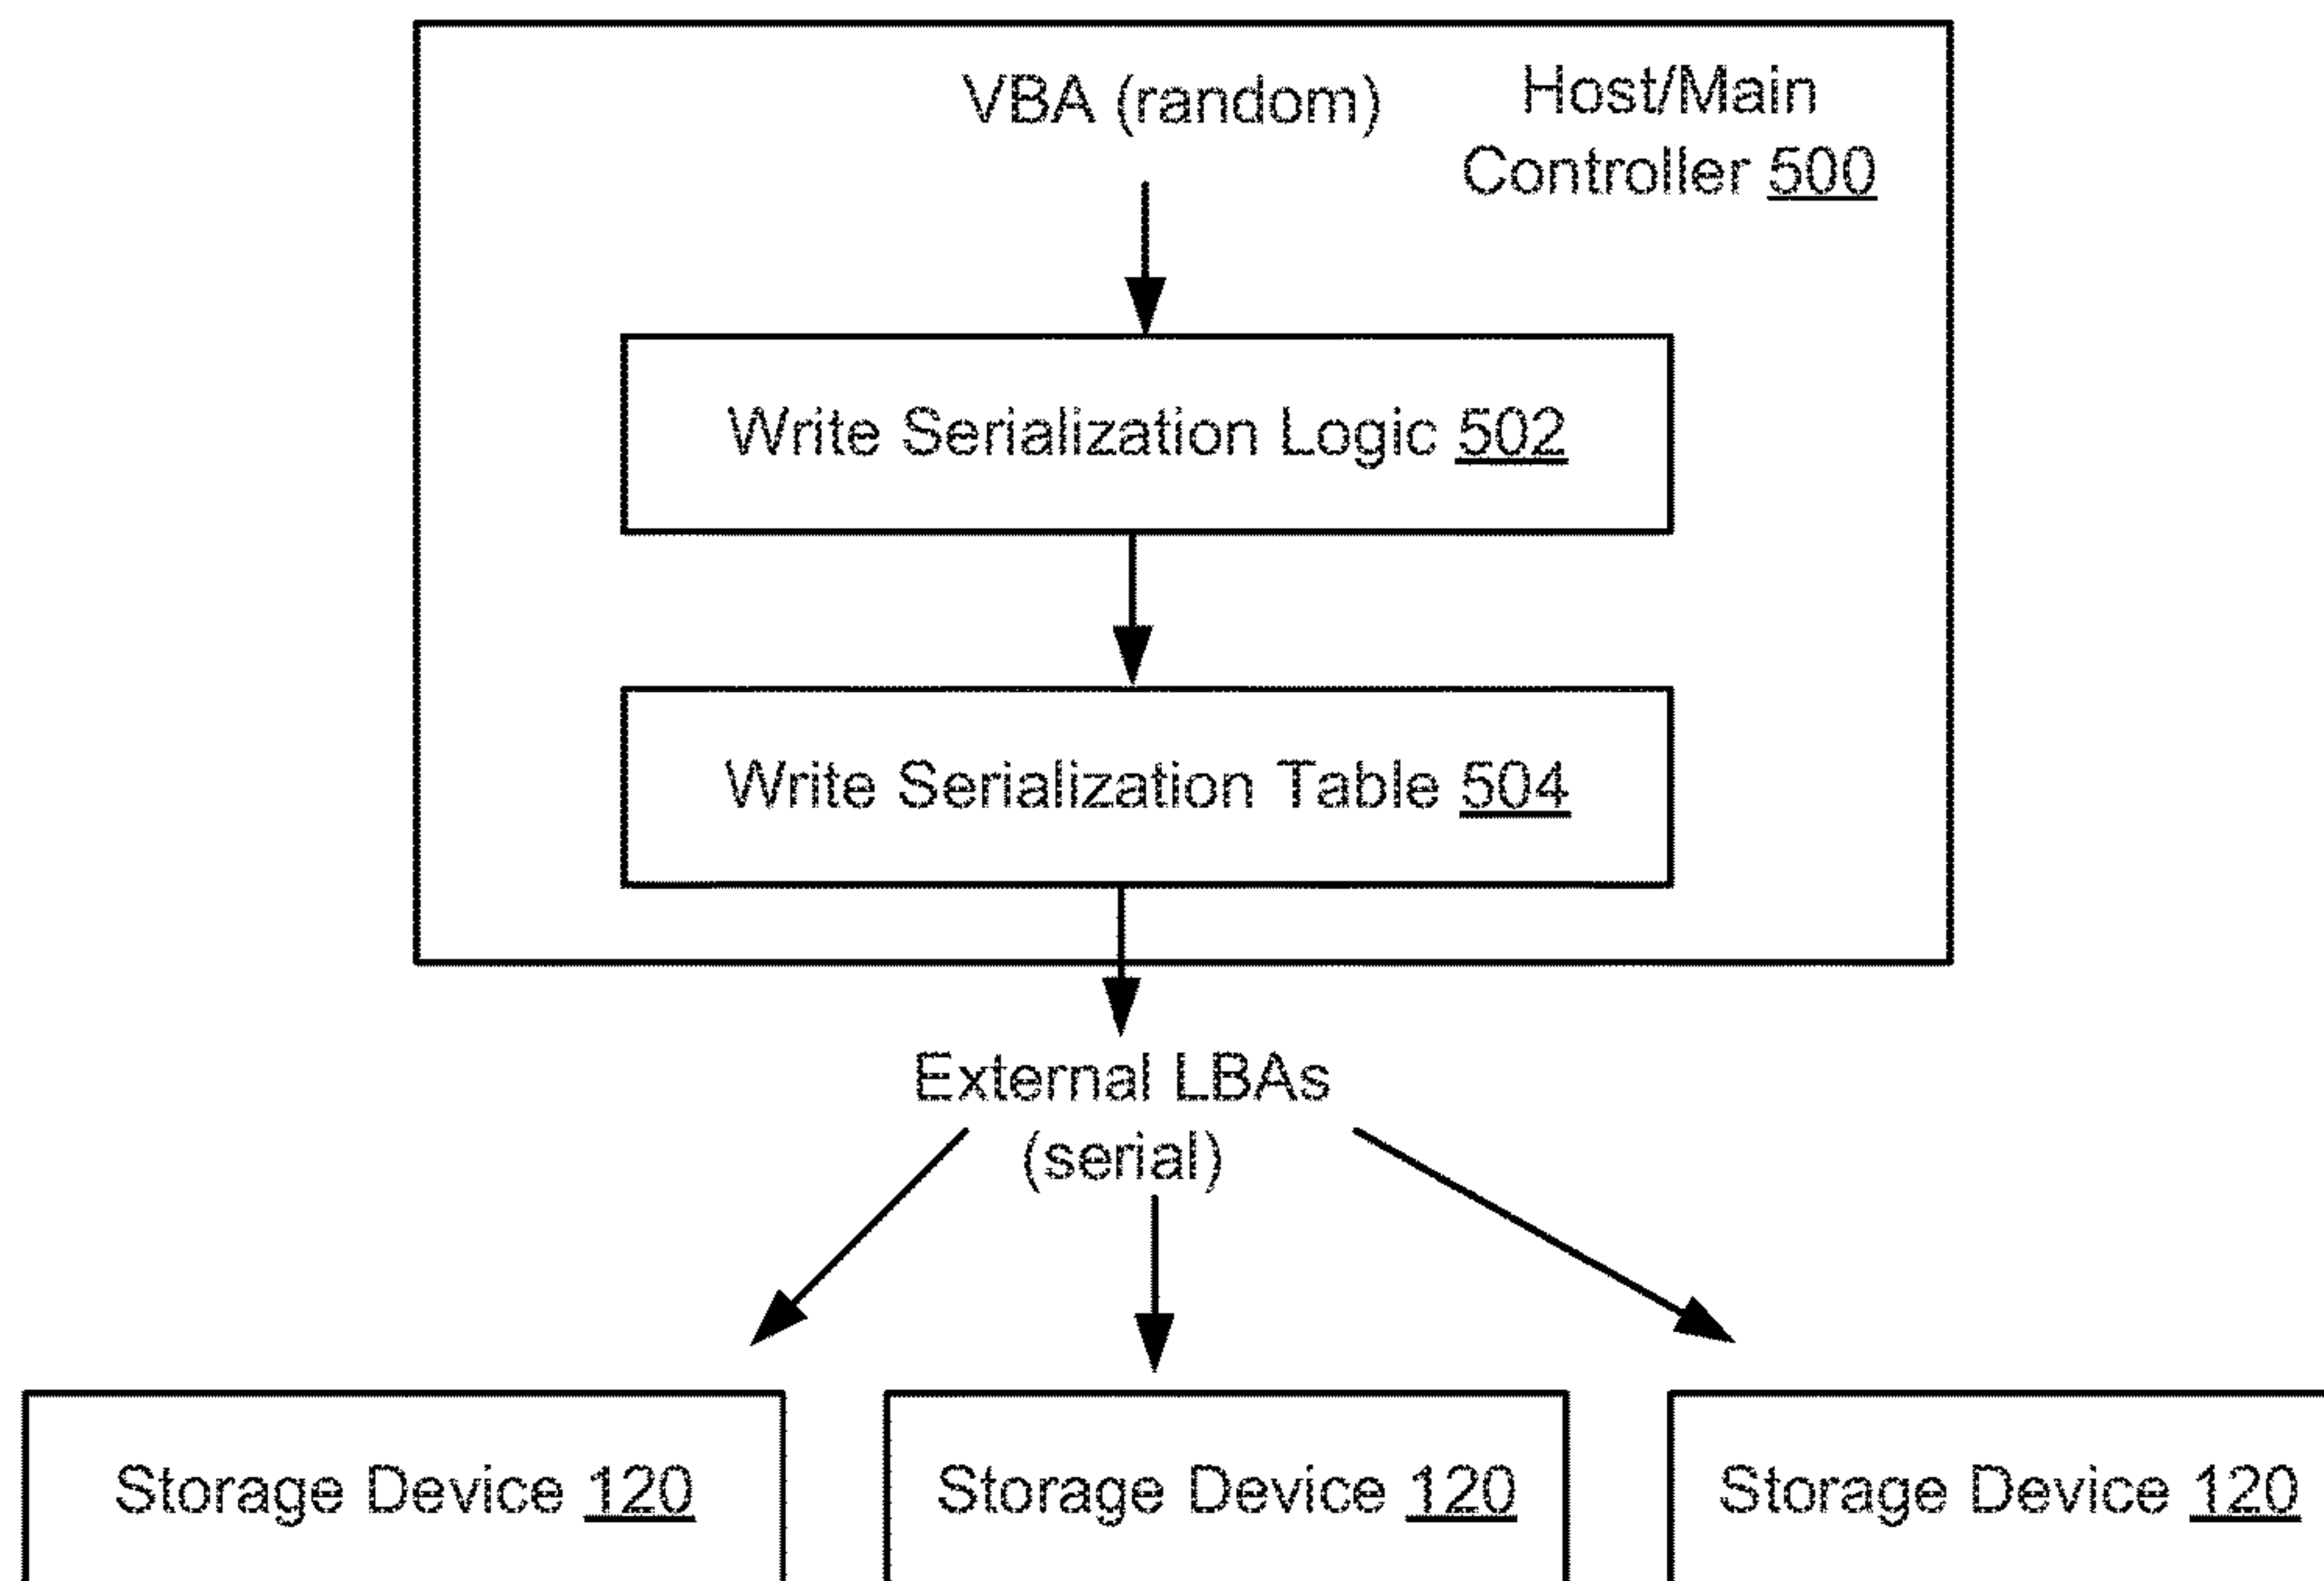 VBA (random)
Host/Main
Controller 500
Write Serialization Logic 502
Write Serialization Table 504
External LBAs
(serial)
Storage Device 120
Storage Device 120
Storage Device 120